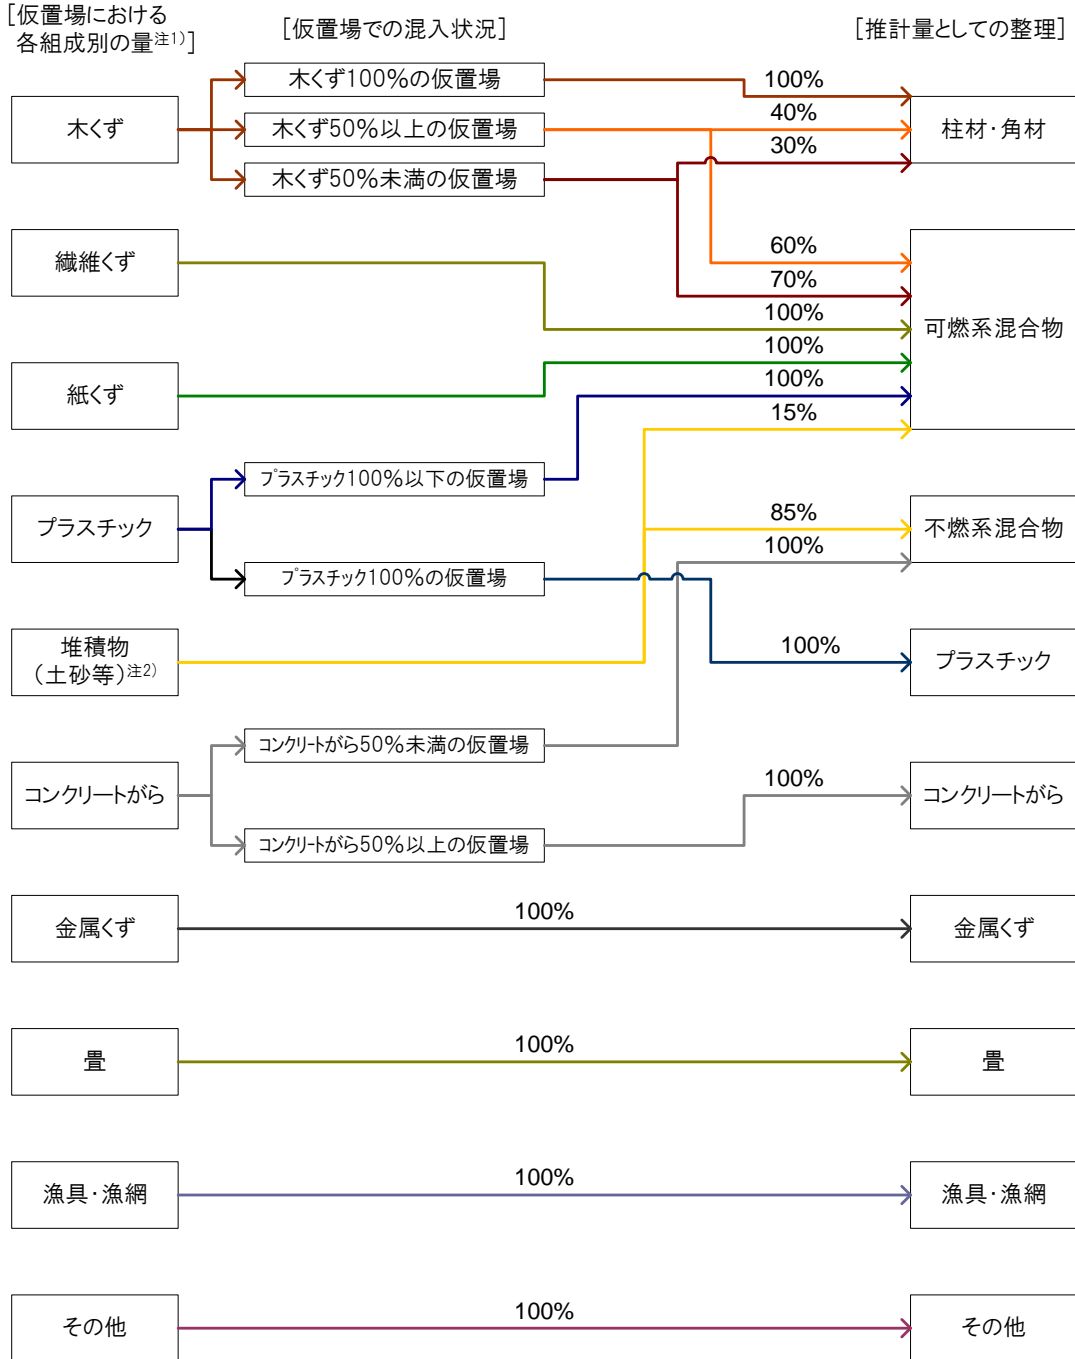 [仮置場における
各組成別の量注1)]
[仮置場での混入状況]
[推計量としての整理]
木くず
木くず100%の仮置場
木くず50%以上の仮置場
木くず50%未満の仮置場
100%
40%
30%
柱材・角材
繊維くず
60%
70%
100%
100%
100%
15%
可燃系混合物
紙くず
プラスチック
プラスチック100%以下の仮置場
プラスチック100%の仮置場
85%
100%
不燃系混合物
堆積物
(土砂等)注2)
100%
プラスチック
コンクリートがら
コンクリートがら50%未満の仮置場
コンクリートがら50%以上の仮置場
100%
コンクリートがら
金属くず
100%
金属くず
畳
100%
畳
漁具・漁網
100%
漁具・漁網
その他
100%
その他